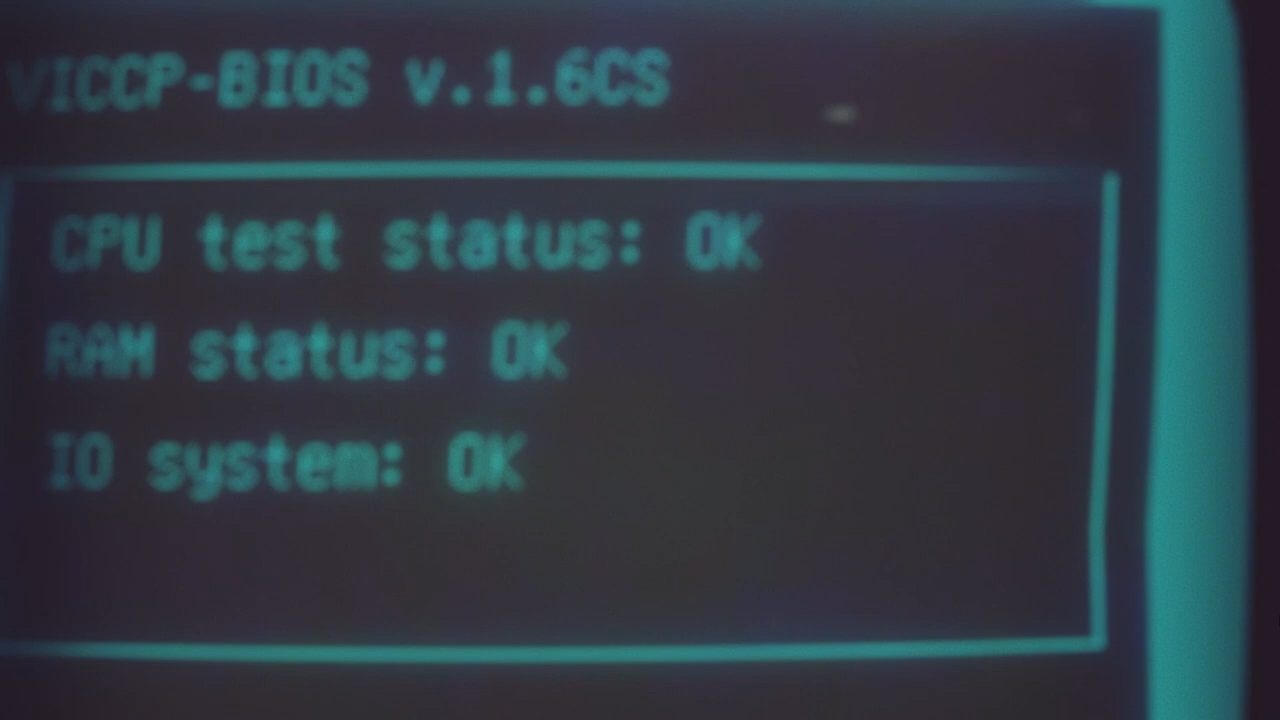 VICCP-BIOS v.1.6CS
CPU test status: OK
RAM status: OK
IO system: OK